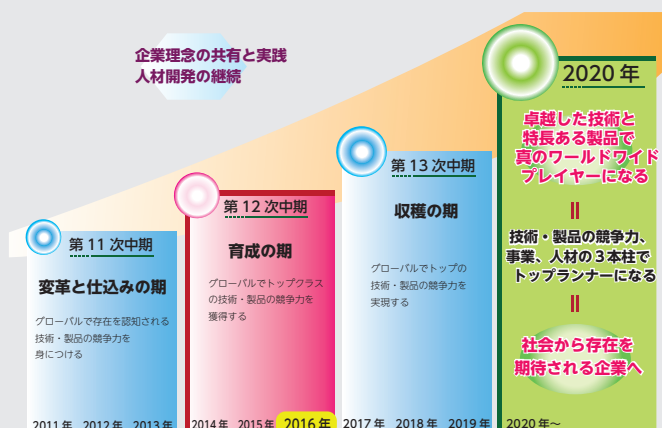 企業理念の共有と実践
人材開発の継続
第 11 次中期
変革と仕込みの期
グローバルで存在を認知される
技術・製品の競争力を
身につける
2011 年 2012 年 2013 年
第 12 次中期
育成の期
グローバルでトップクラス
の技術・製品の競争力を
獲得する
2014 年 2015 年 2016 年
第 13 次中期
収穫の期
グローバルでトップの
技術・製品の競争力を
実現する
2017 年 2018 年 2019 年
2020 年
卓越した技術と
特長ある製品で
真のワールドワイド
プレイヤーになる
技術・製品の競争力、
事業、人材の３本柱で
トップランナーになる
社会から存在を
期待される企業へ
2020 年～